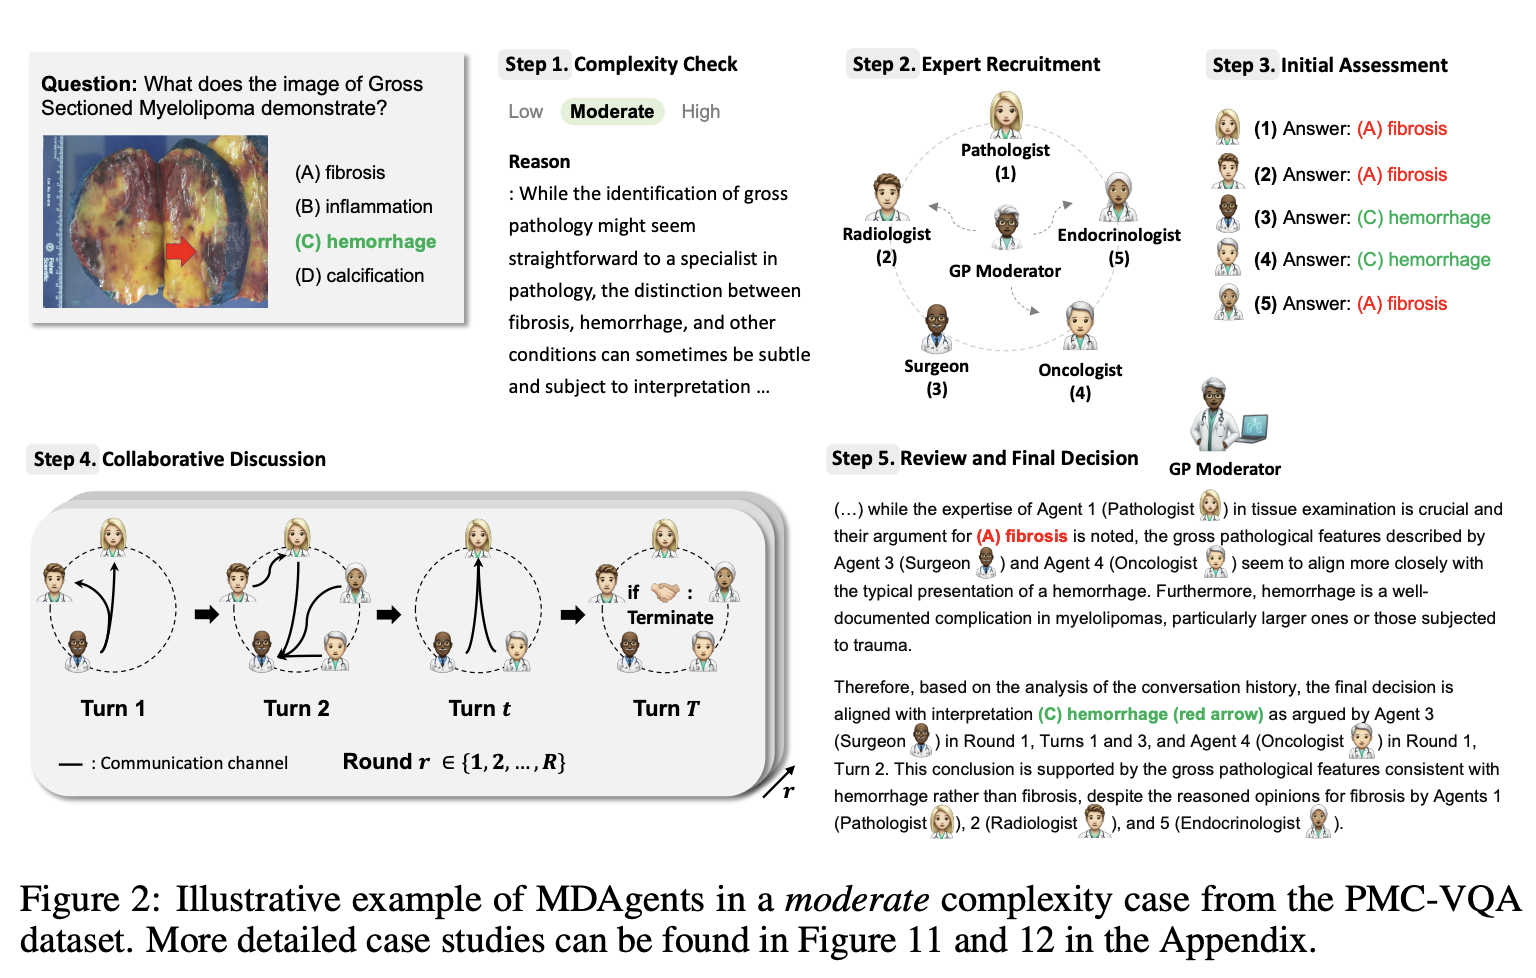 Question: What does the image of Gross
Sectioned Myelolipoma demonstrate?
(A) fibrosis
(B) inflammation
(C) hemorrhage
(D) calcification
Fisher
Scientific
Step 1. Complexity Check
Low Moderate High
Reason
: While the identification of gross
pathology might seem
straightforward to a specialist in
pathology, the distinction between
fibrosis, hemorrhage, and other
conditions can sometimes be subtle
and subject to interpretation ...
Step 2. Expert Recruitment
Pathologist
(1)
Radiologist
(2)
Endocrinologist
(5)
GP Moderator
Surgeon
(3)
Oncologist
(4)
Step 3. Initial Assessment
(1) Answer: (A) fibrosis
(2) Answer: (A) fibrosis
(3) Answer: (C) hemorrhage
(4) Answer: (C) hemorrhage
(5) Answer: (A) fibrosis
GP Moderator
Step 4. Collaborative Discussion
if :
Terminate
Turn 1
Turn 2
Turn t
Turn T
: Communication channel
Round r ∈ {1, 2, ..., R}
r
Step 5. Review and Final Decision
(…) while the expertise of Agent 1 (Pathologist ) in tissue examination is crucial and
their argument for (A) fibrosis is noted, the gross pathological features described by
Agent 3 (Surgeon ) and Agent 4 (Oncologist ) seem to align more closely with
the typical presentation of a hemorrhage. Furthermore, hemorrhage is a well-
documented complication in myelolipomas, particularly larger ones or those subjected
to trauma.
Therefore, based on the analysis of the conversation history, the final decision is
aligned with interpretation (C) hemorrhage (red arrow) as argued by Agent 3
(Surgeon ) in Round 1, Turns 1 and 3, and Agent 4 (Oncologist ) in Round 1,
Turn 2. This conclusion is supported by the gross pathological features consistent with
hemorrhage rather than fibrosis, despite the reasoned opinions for fibrosis by Agents 1
(Pathologist ), 2 (Radiologist ), and 5 (Endocrinologist ).
Figure 2: Illustrative example of MDAgents in a moderate complexity case from the PMC-VQA
dataset. More detailed case studies can be found in Figure 11 and 12 in the Appendix.